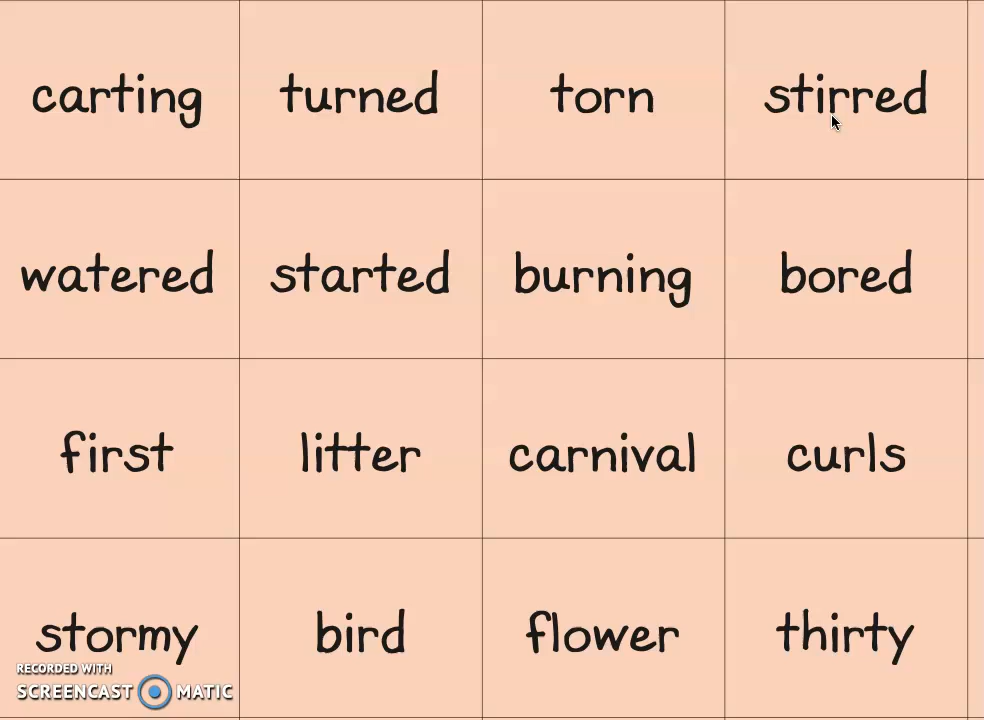 carting turned torn stirred
watered started burning bored
first litter carnival curls
stormy bird flower thirty
RECORDED WITH
SCREENCAST MATIC